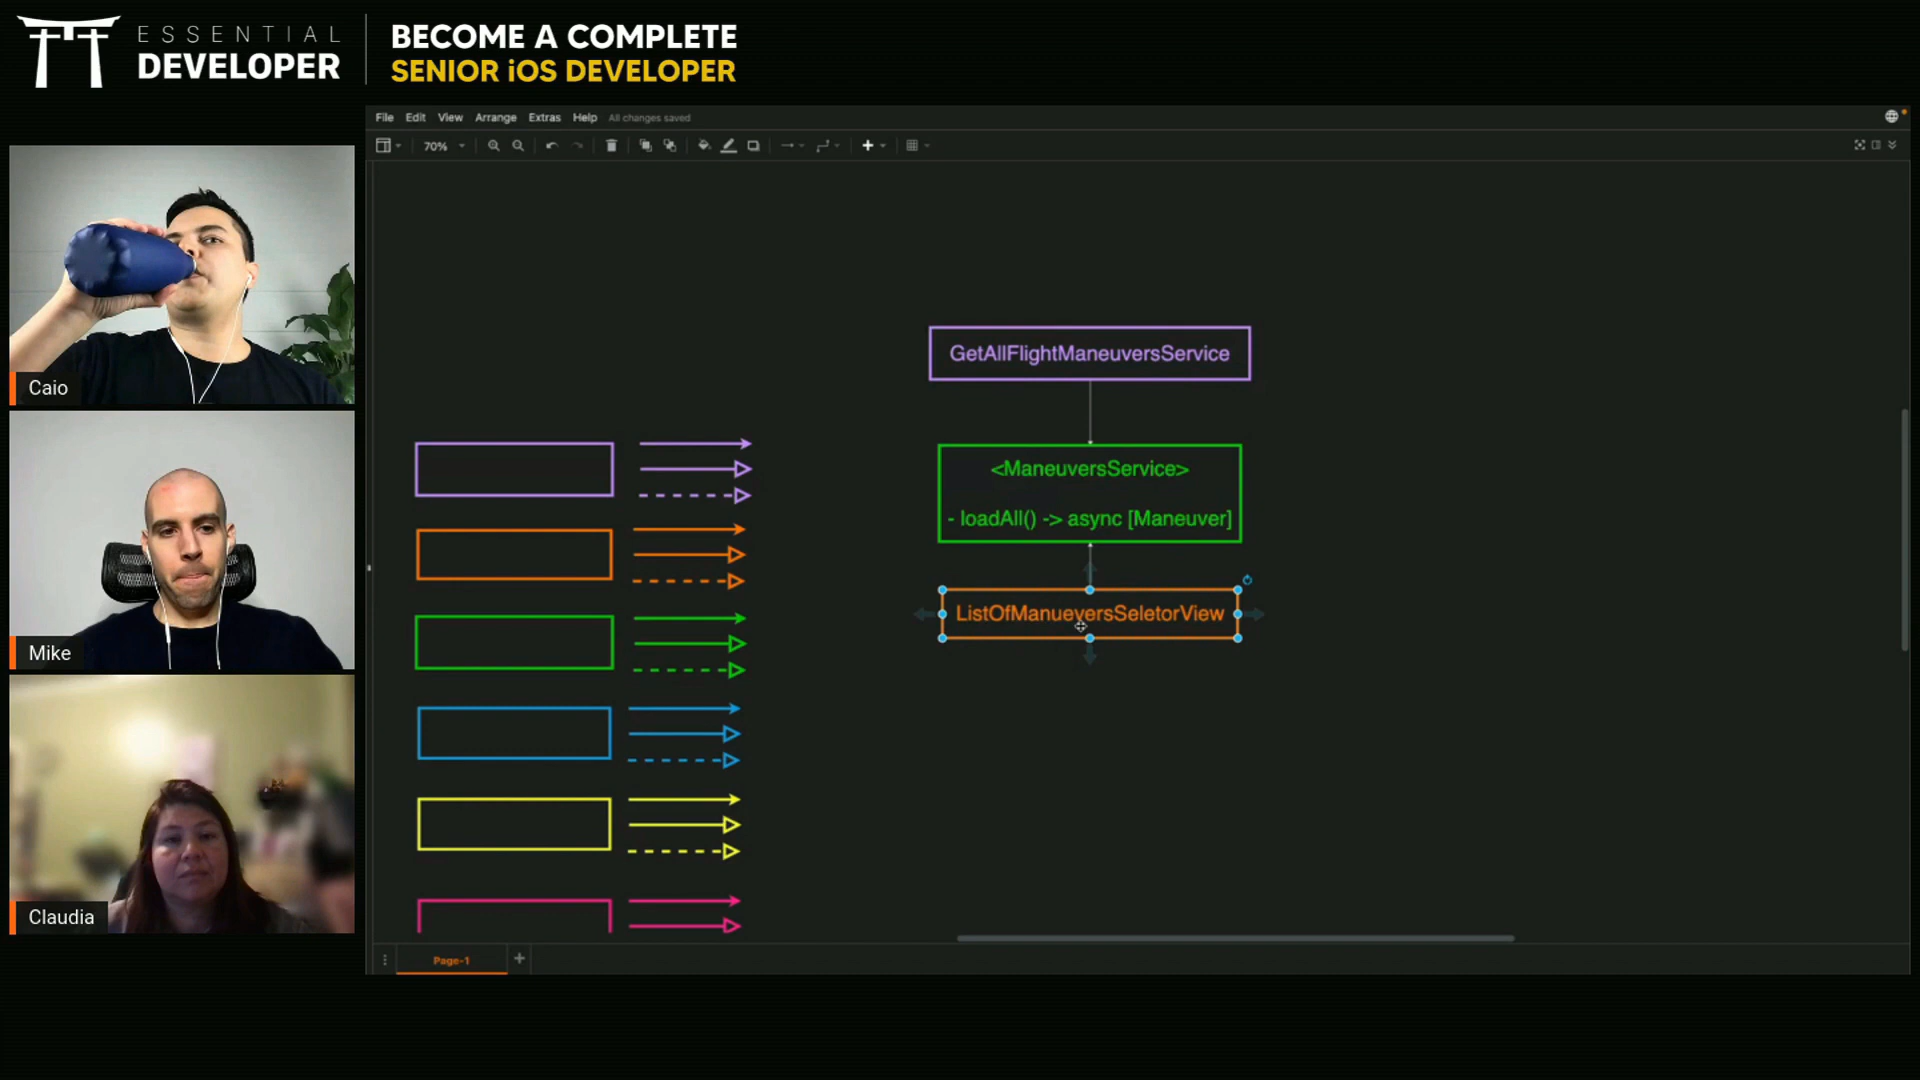 ESSENTIAL
DEVELOPER
BECOME A COMPLETE
SENIOR iOS DEVELOPER
File Edit View Arrange Extras Help All changes saved
70%
Caio
Mike
Claudia
GetAllFlightManeuversService
<ManeuversService>
- loadAll() -> async [Maneuver]
ListOfManueversSeletorView
Page-1